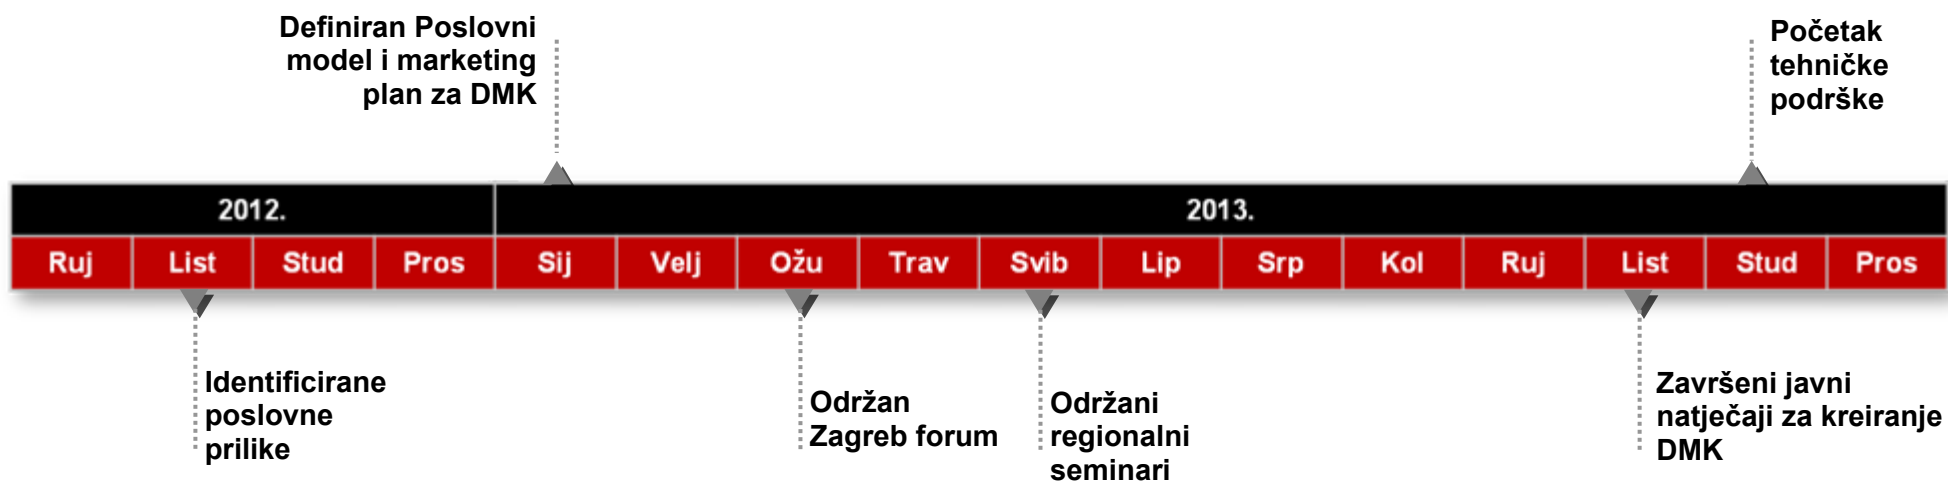 Definiran Poslovni
model i marketing
plan za DMK
Početak
tehničke
podrške
2012. 2013.
Ruj List Stud Pros Sij Velj Ožu Trav Svib Lip Srp Kol Ruj List Stud Pros
Identificirane
poslovne
prilike
Održan
Zagreb forum
Održani
regionalni
seminari
Završeni javni
natječaji za kreiranje
DMK